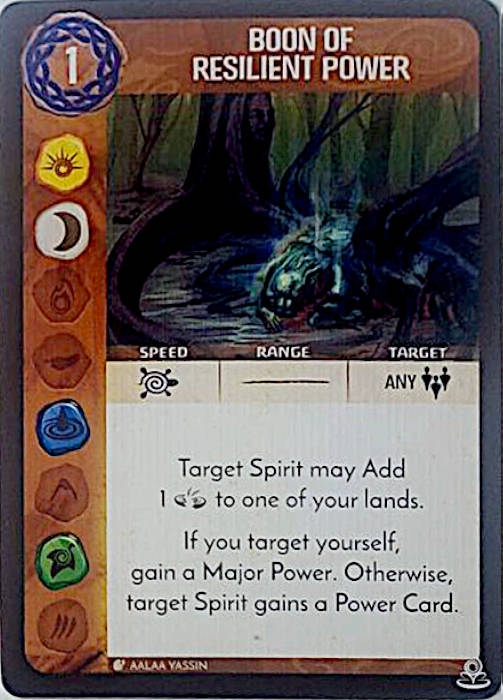 1
BOON OF
RESILIENT POWER
SPEED RANGE TARGET
ANY
Target Spirit may Add
1 to one of your lands.
If you target yourself,
gain a Major Power. Otherwise,
target Spirit gains a Power Card.
AALAA YASSIN